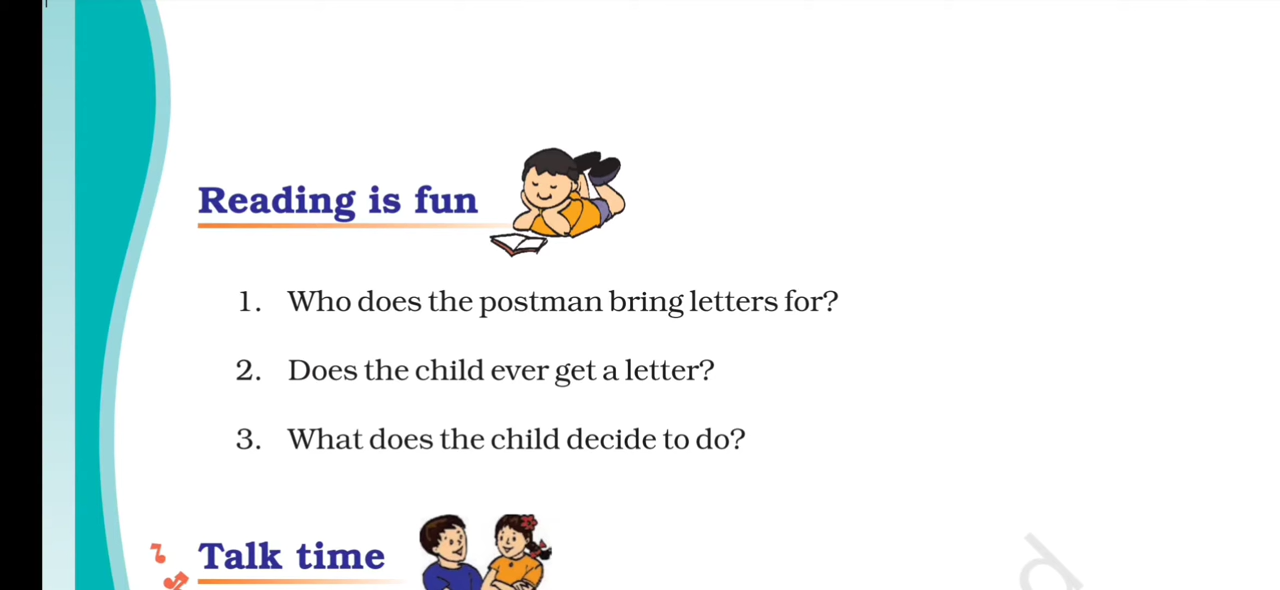 Reading is fun
1. Who does the postman bring letters for?
2. Does the child ever get a letter?
3. What does the child decide to do?
Talk time